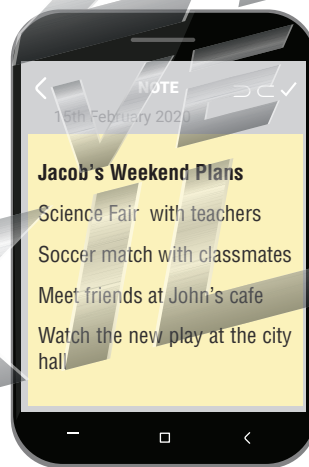 NOTE
15th February 2020
Jacob's Weekend Plans
Science Fair with teachers
Soccer match with classmates
Meet friends at John's cafe
Watch the new play at the city
hall